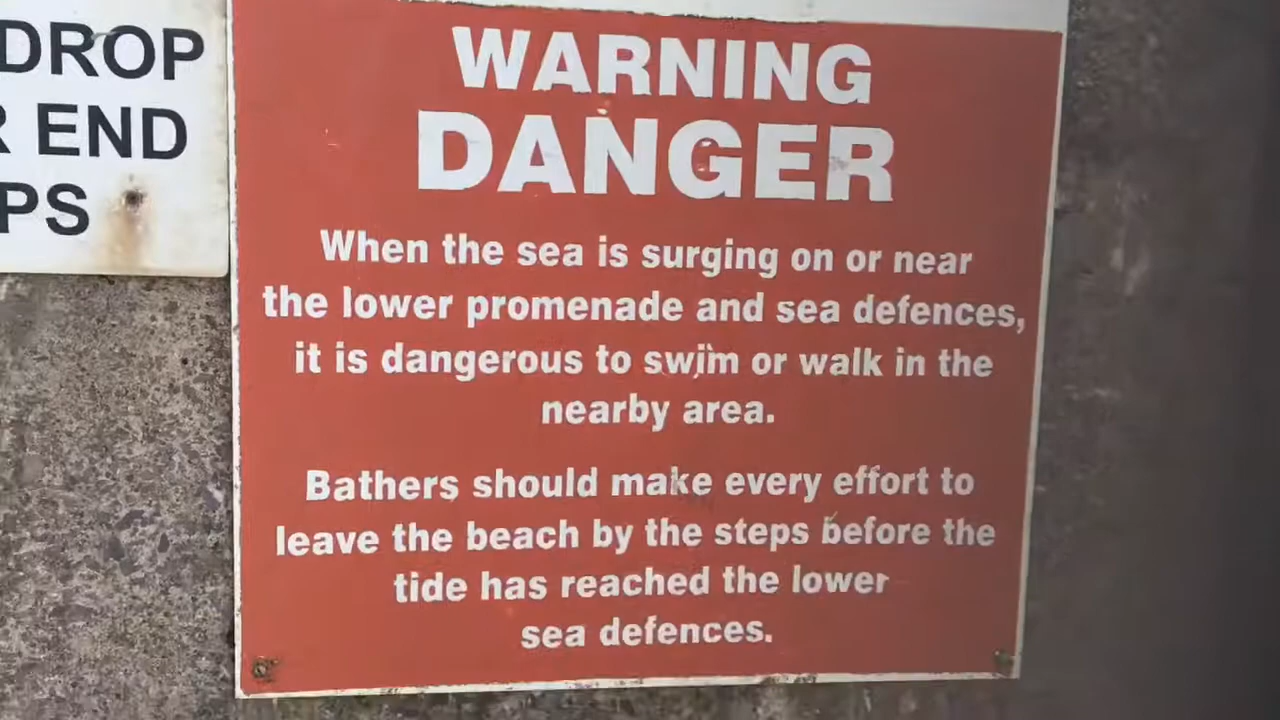 DROP
END
PS
WARNING
DANGER
When the sea is surging on or near
the lower promenade and sea defences,
it is dangerous to swim or walk in the
nearby area.
Bathers should make every effort to
leave the beach by the steps before the
tide has reached the lower
sea defences.